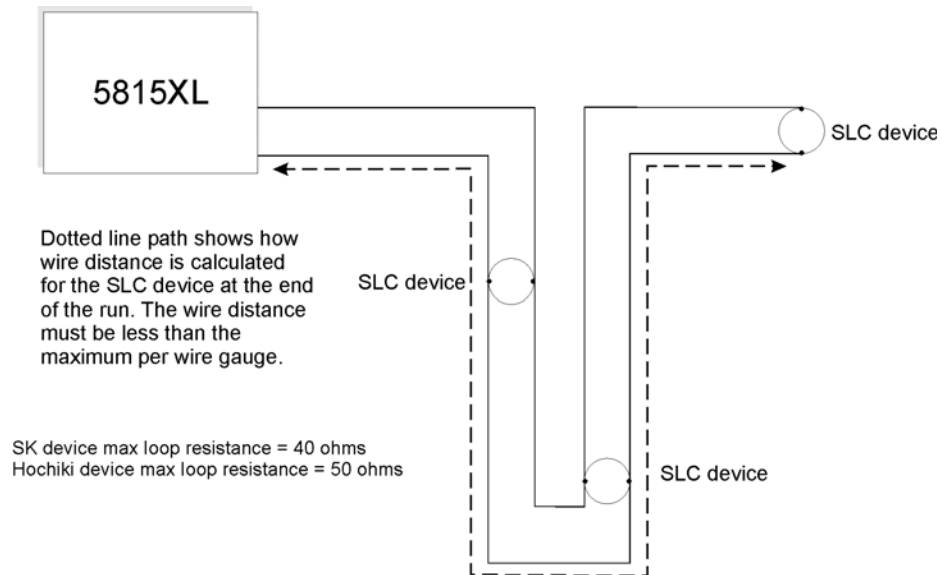 5815XL
SLC device
Dotted line path shows how
wire distance is calculated
for the SLC device at the end
of the run. The wire distance
must be less than the
maximum per wire gauge.
SLC device
SK device max loop resistance = 40 ohms
Hochiki device max loop resistance = 50 ohms
SLC device